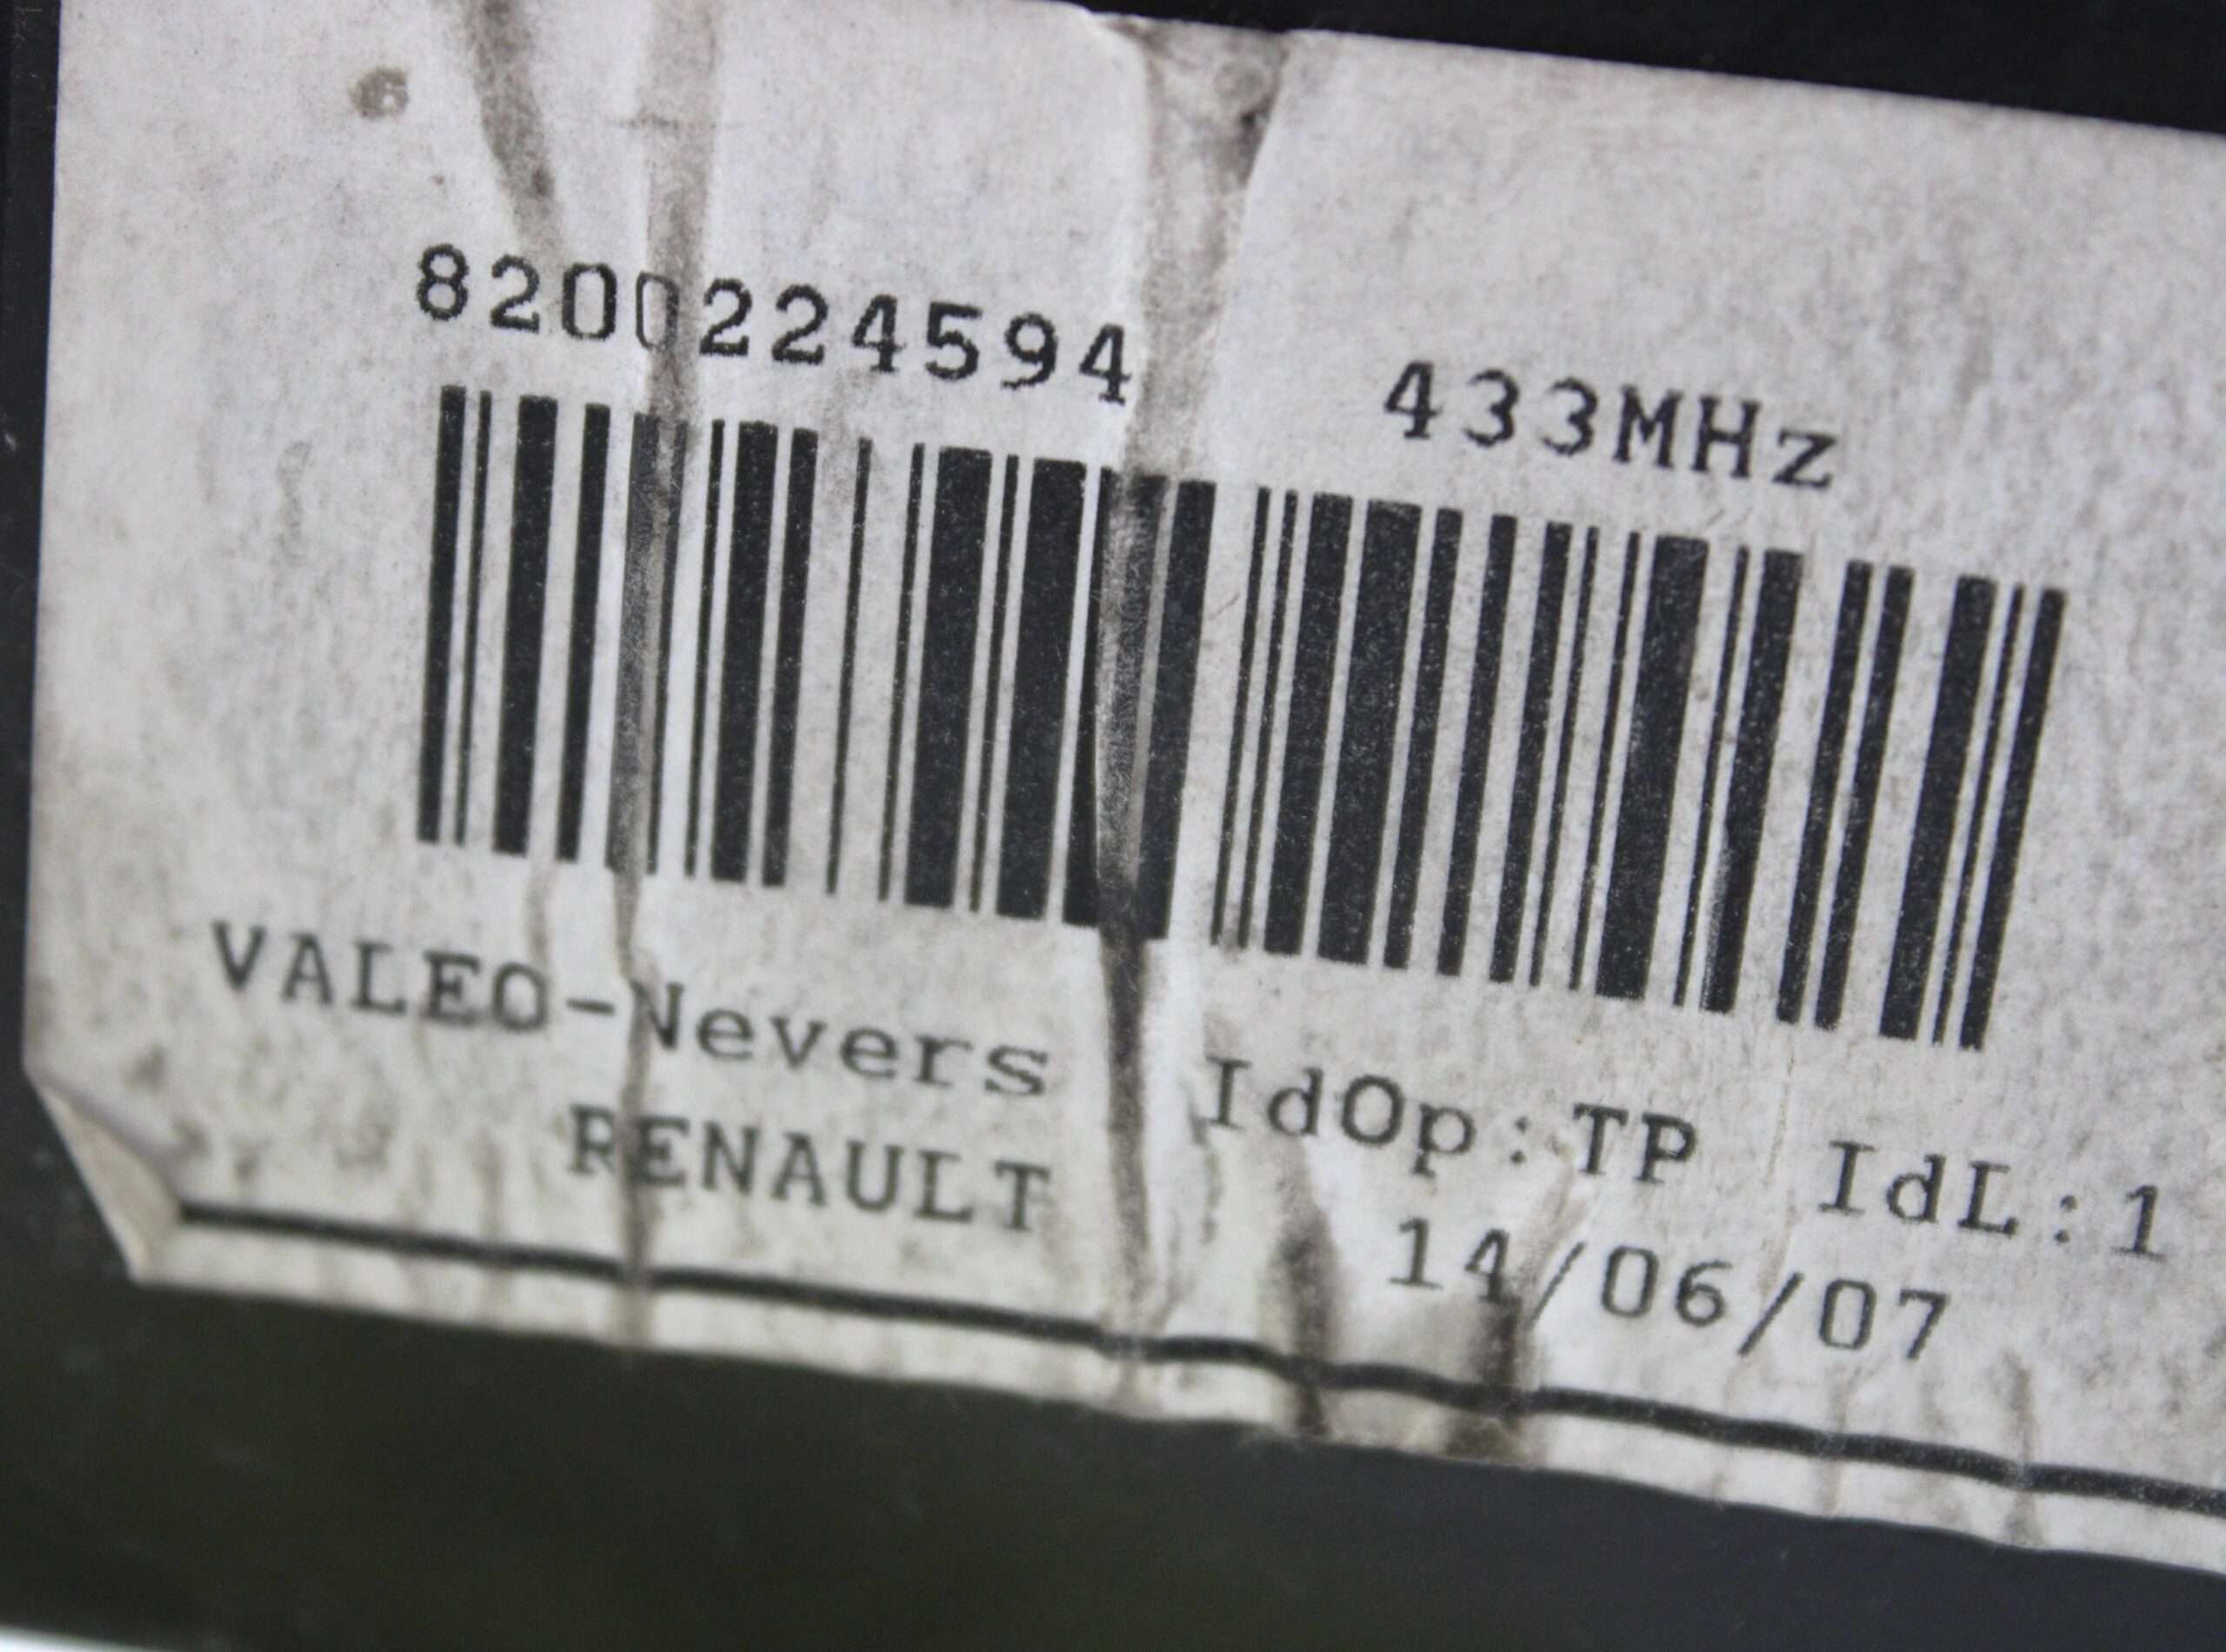 8200224594 433MHz
VALEO-Nevers IdOp:TP IdL:1
RENAULT 14/06/07